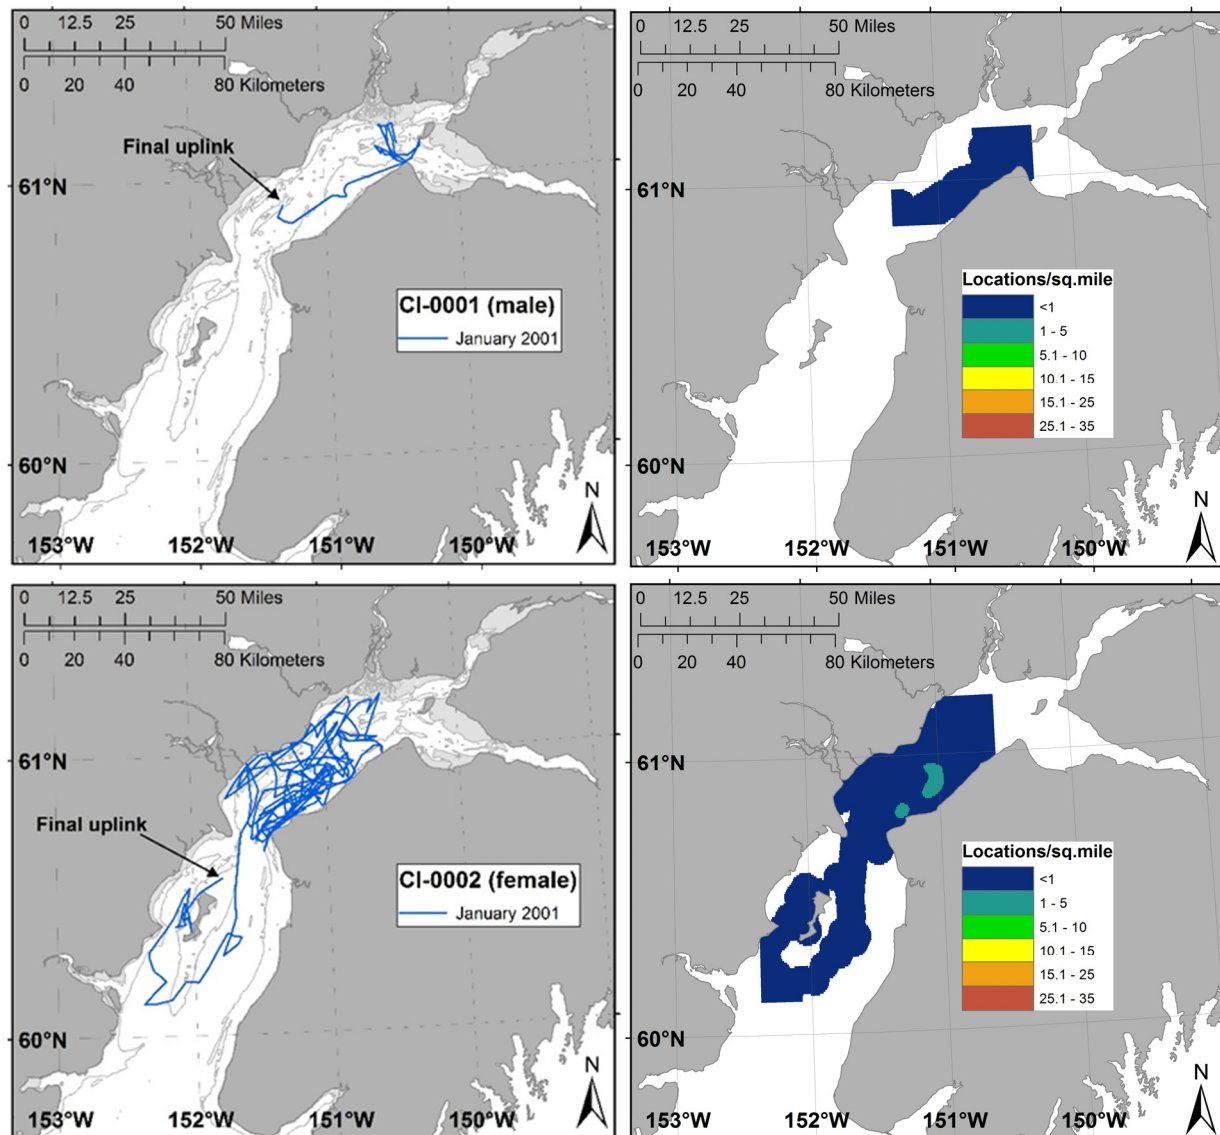 0 12.5 25 50 Miles
0 20 40 80 Kilometers
Final uplink
61°N
CI-0001 (male)
January 2001
60°N
N
153°W 152°W 151°W 150°W
0 12.5 25 50 Miles
0 20 40 80 Kilometers
61°N
Locations/sq.mile
<1
1 - 5
5.1 - 10
10.1 - 15
15.1 - 25
25.1 - 35
60°N
N
153°W 152°W 151°W 150°W
0 12.5 25 50 Miles
0 20 40 80 Kilometers
61°N
Final uplink
CI-0002 (female)
January 2001
60°N
N
153°W 152°W 151°W 150°W
0 12.5 25 50 Miles
0 20 40 80 Kilometers
61°N
Locations/sq.mile
<1
1 - 5
5.1 - 10
10.1 - 15
15.1 - 25
25.1 - 35
60°N
N
153°W 152°W 151°W 150°W